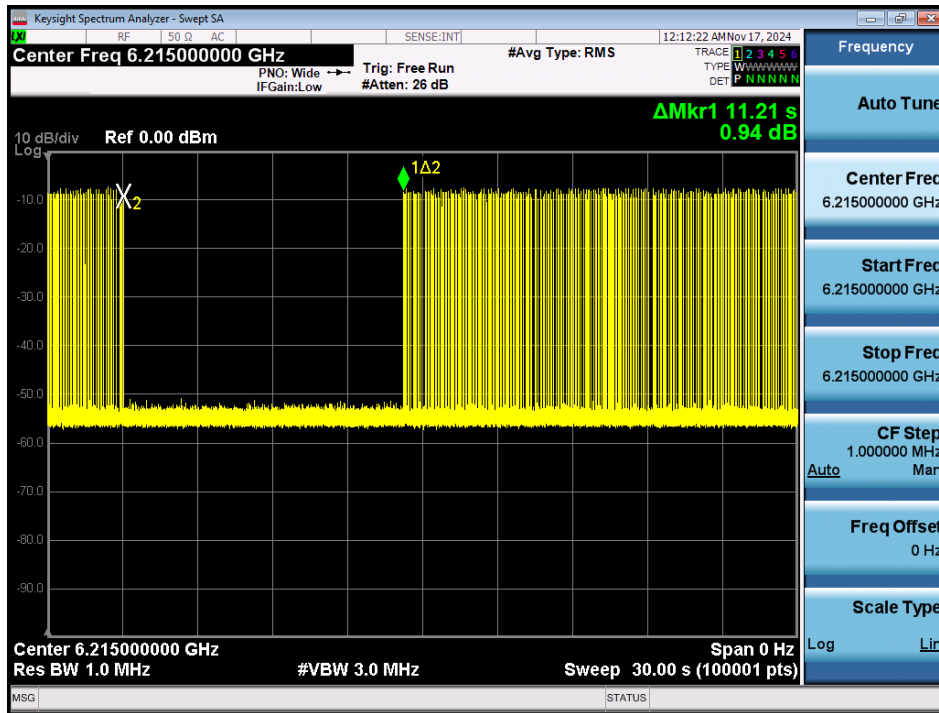 Keysight Spectrum Analyzer - Swept SA
LXI RF 50 Ω AC SENSE:INT 12:12:22 AM Nov 17, 2024
Center Freq 6.215000000 GHz
PNO: Wide
IFGain:Low
Trig: Free Run
#Atten: 26 dB
#Avg Type: RMS
TRACE 1 2 3 4 5 6
TYPE WWWWWW
DET P N N N N N
ΔMkr1 11.21 s
0.94 dB
10 dB/div Ref 0.00 dBm
Log
1Δ2
2
-10.0
-20.0
-30.0
-40.0
-50.0
-60.0
-70.0
-80.0
-90.0
Center 6.215000000 GHz Span 0 Hz
Res BW 1.0 MHz #VBW 3.0 MHz Sweep 30.00 s (100001 pts)
MSG STATUS
Frequency
Auto Tune
Center Freq
6.215000000 GHz
Start Freq
6.215000000 GHz
Stop Freq
6.215000000 GHz
CF Step
1.000000 MHz
Auto Man
Freq Offset
0 Hz
Scale Type
Log Lin